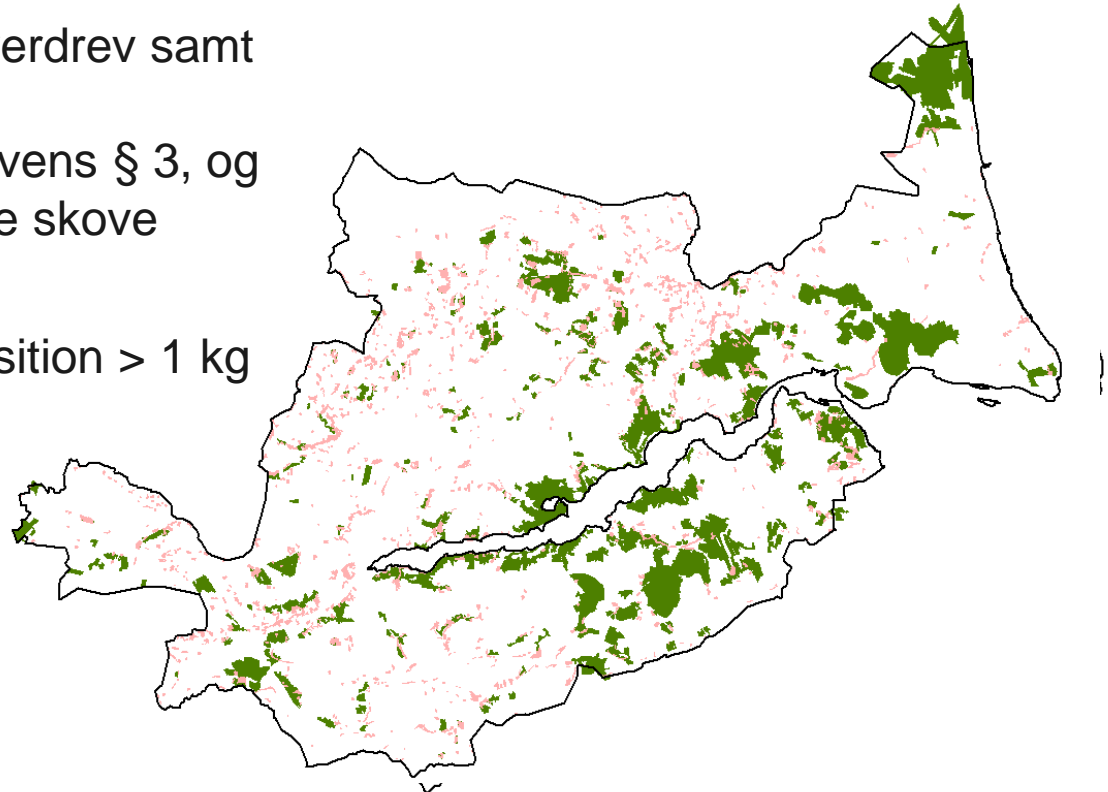 erdrev samt
vens § 3, og
e skove
sition > 1 kg